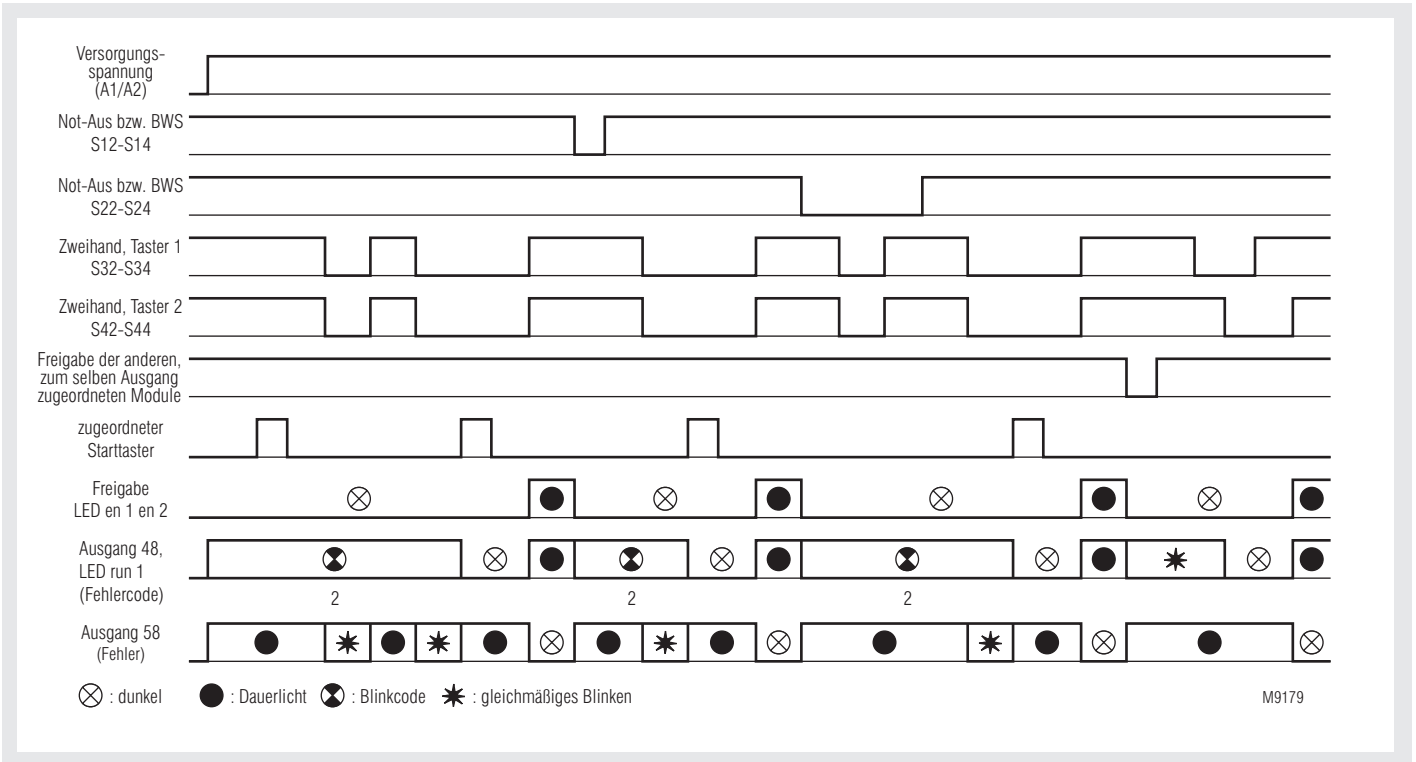 Versorgungs-
spannung
(A1/A2)
Not-Aus bzw. BWS
S12-S14
Not-Aus bzw. BWS
S22-S24
Zweihand, Taster 1
S32-S34
Zweihand, Taster 2
S42-S44
Freigabe der anderen,
zum selben Ausgang
zugeordneten Module
zugeordneter
Starttaster
Freigabe
LED en 1 en 2
Ausgang 48,
LED run 1
(Fehlercode)
2 2 2
Ausgang 58
(Fehler)
: dunkel : Dauerlicht : Blinkcode : gleichmäßiges Blinken M9179